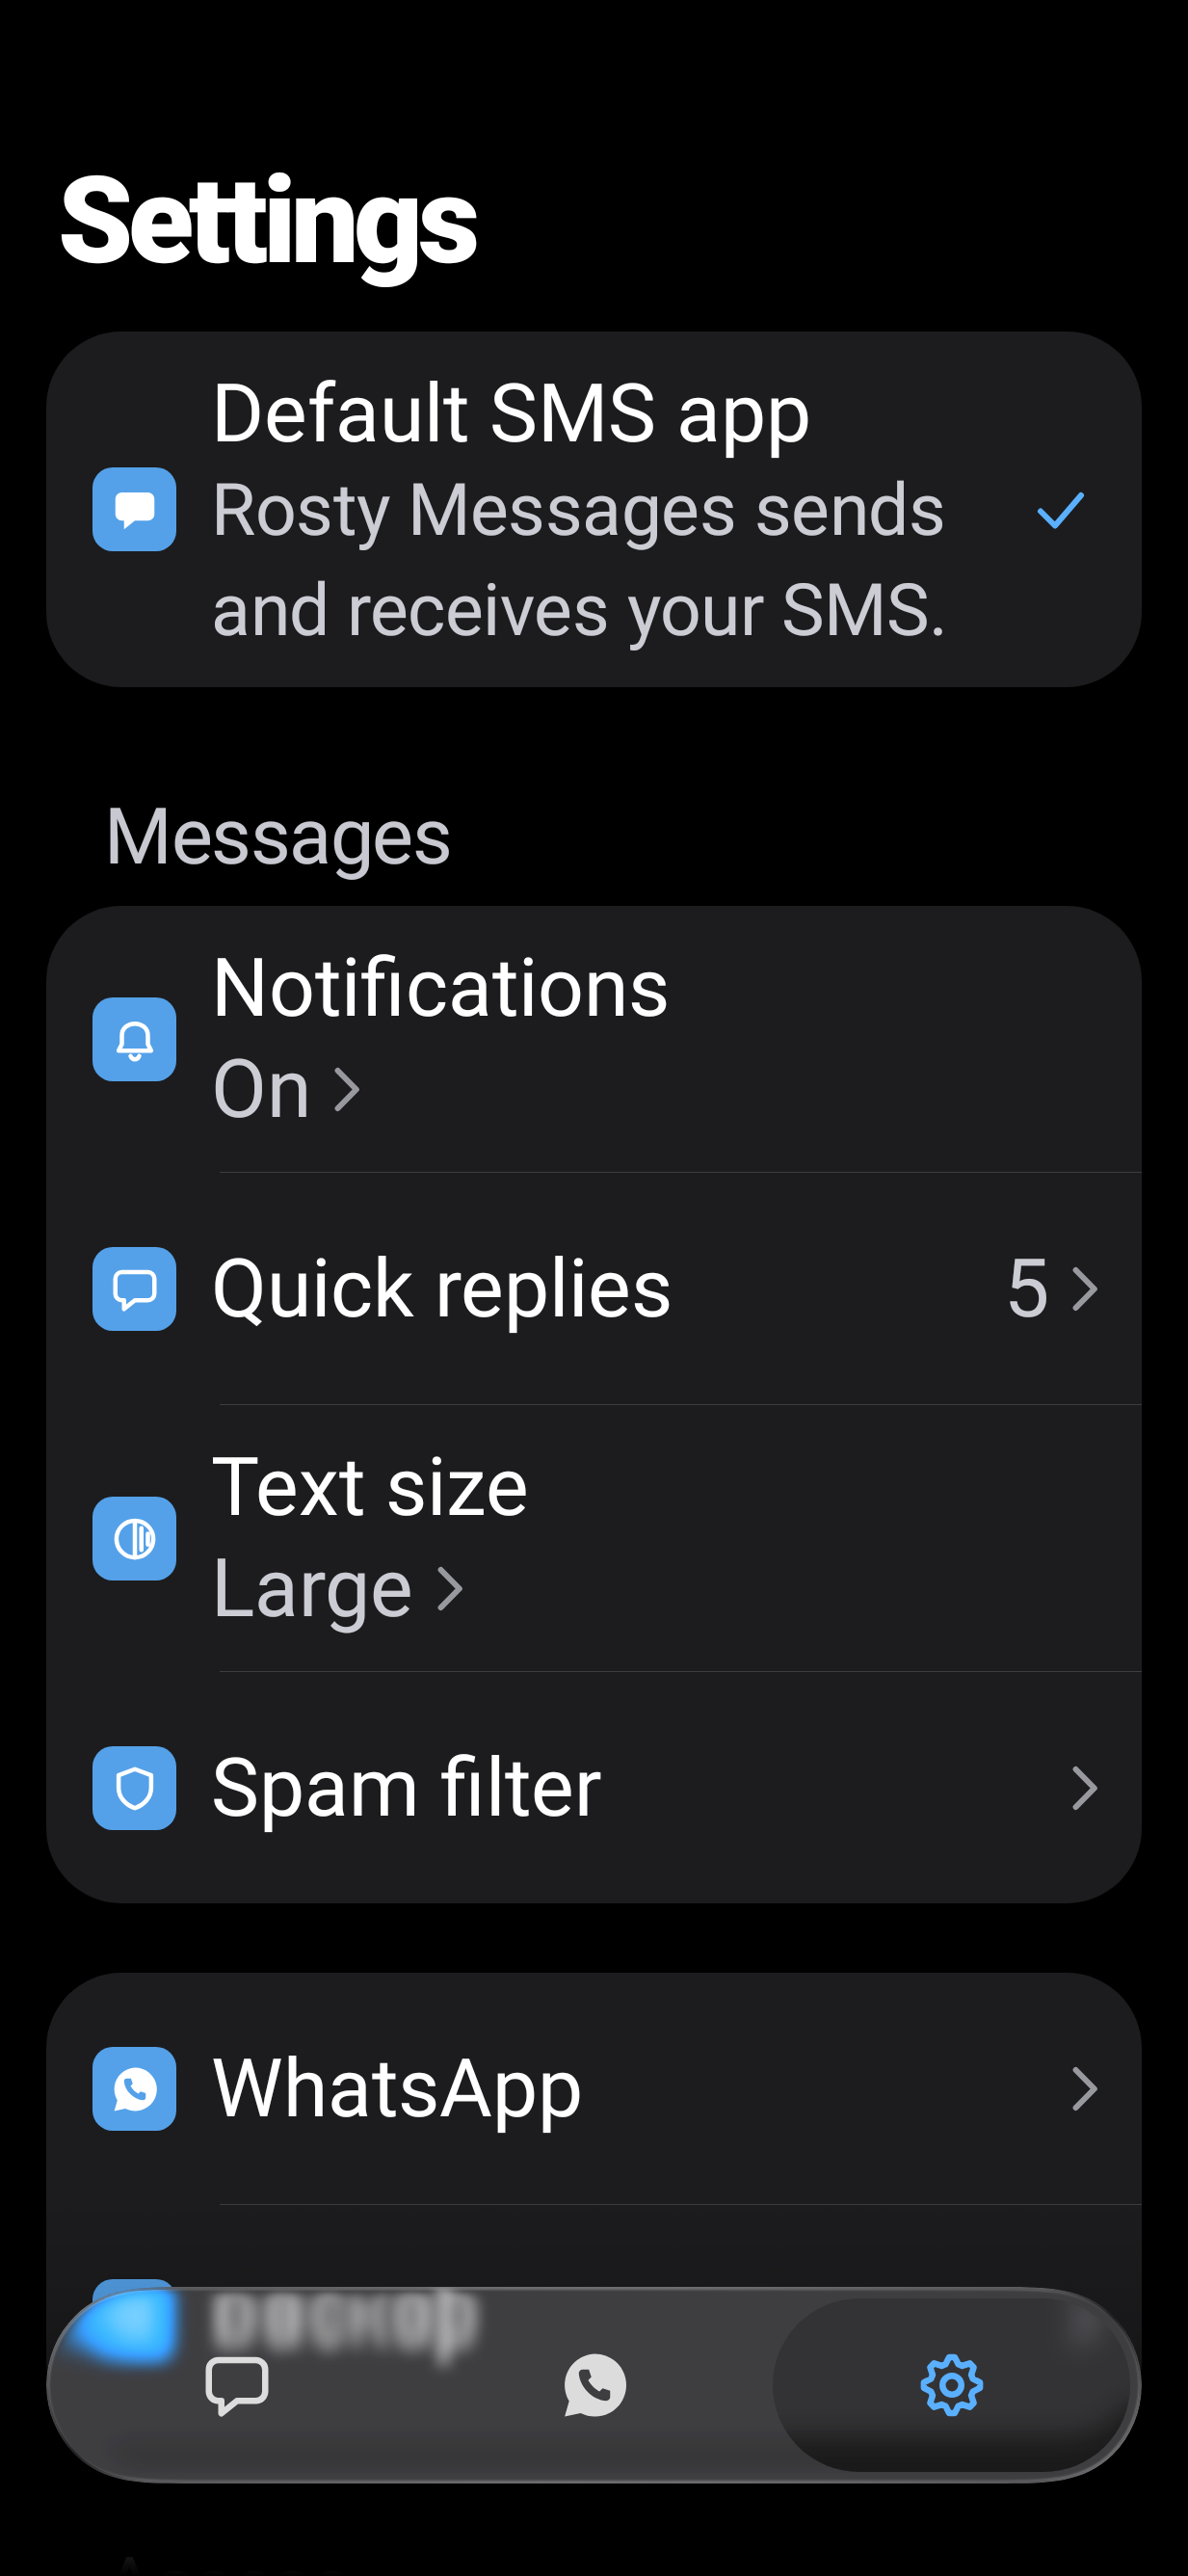 Settings
Default SMS app
Rosty Messages sends
and receives your SMS.
Messages
Notifications
On
Quick replies
5
Text size
Large
Spam filter
WhatsApp